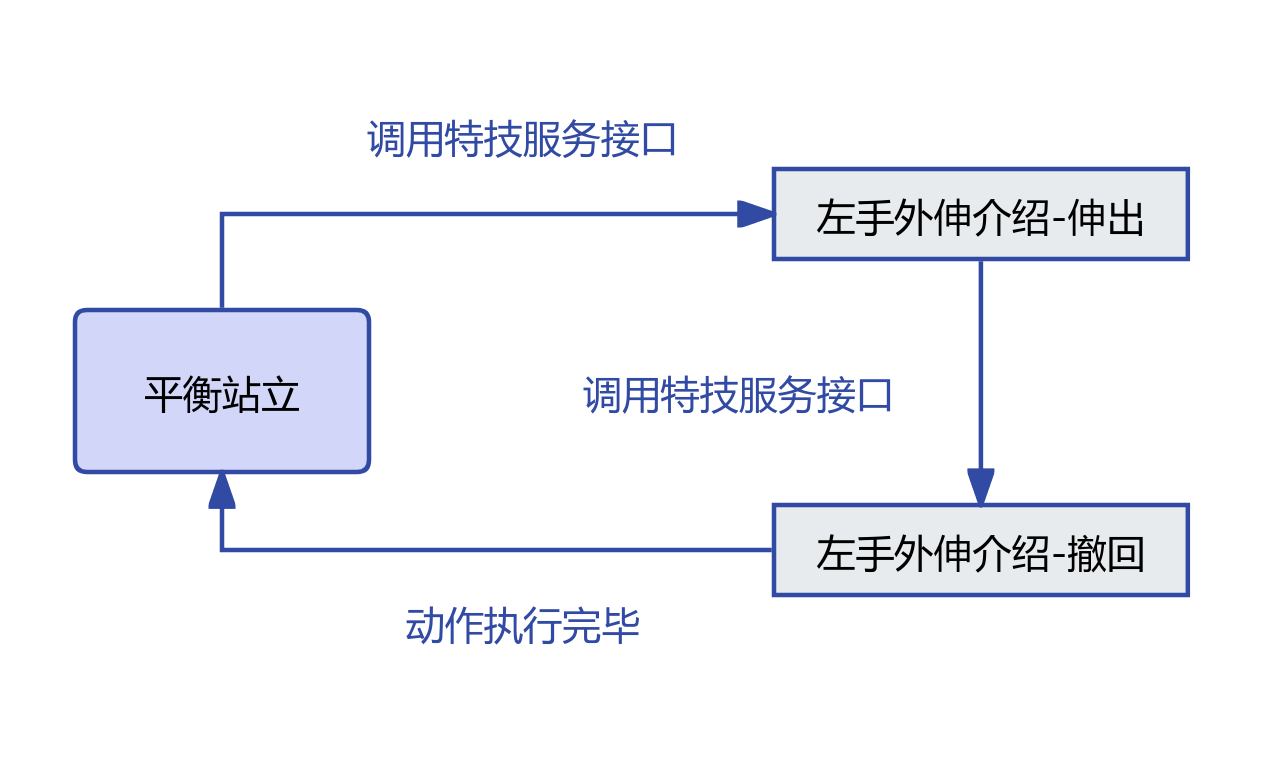 调用特技服务接口
左手外伸介绍-伸出
平衡站立
调用特技服务接口
左手外伸介绍-撤回
动作执行完毕